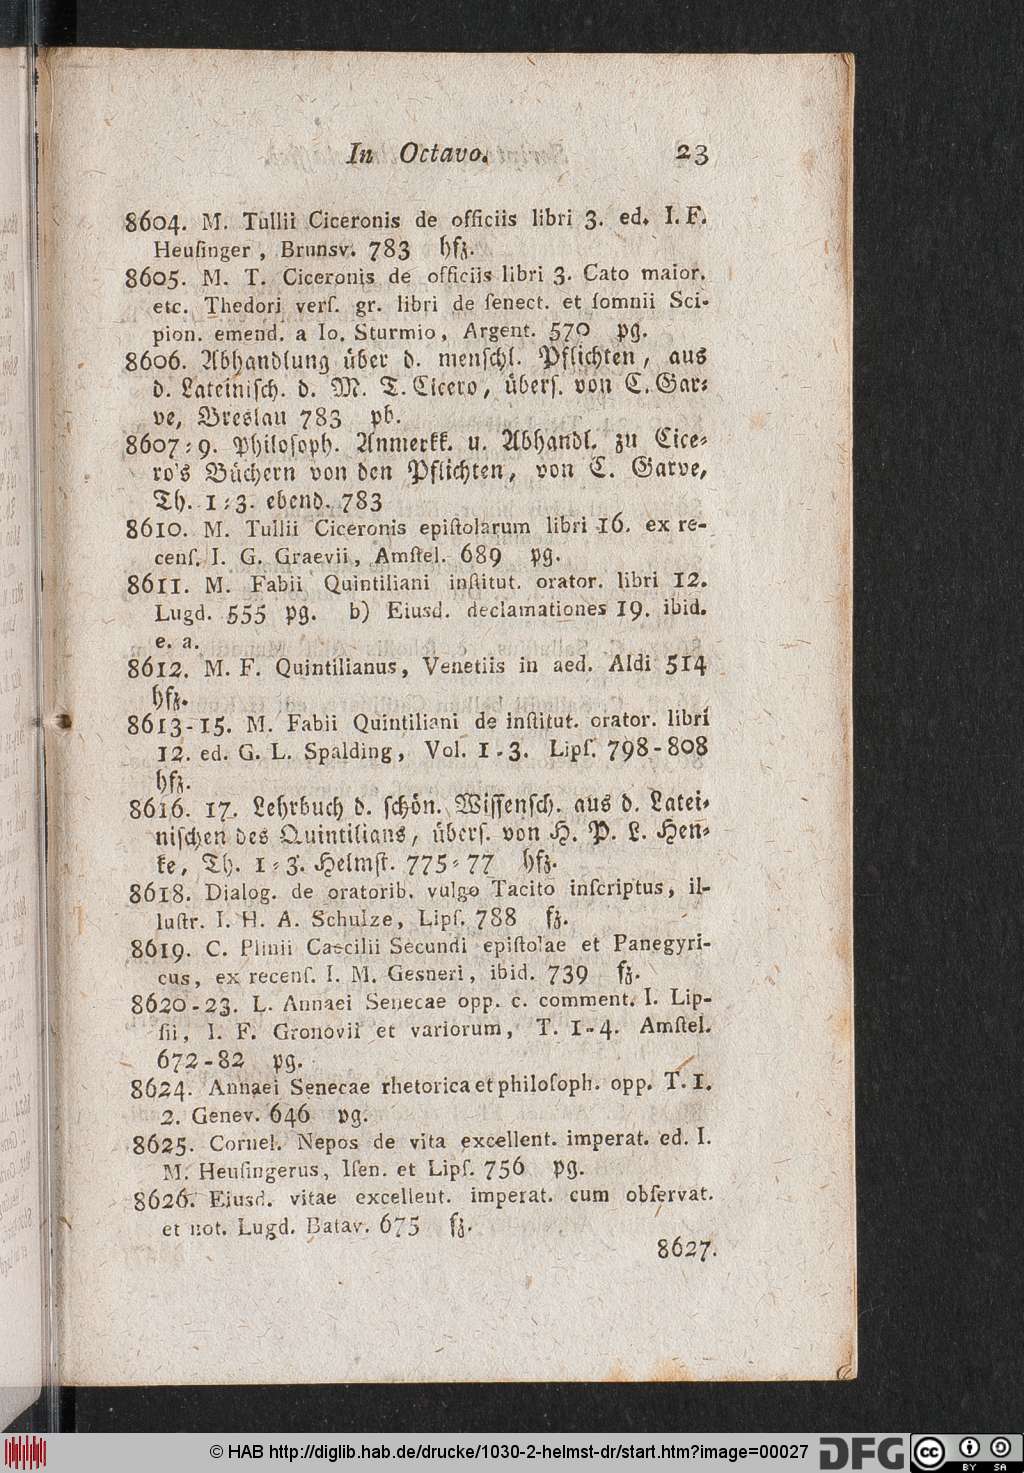 In Octavo. 23
8604. M. Tullii Ciceronis de officiis libri 3. ed. I. F.
Heuſinger, Brunsv. 783 hfz.
8605. M. T. Ciceronis de officiis libri 3. Cato maior.
etc. Thedori verſ. gr. libri de ſenect. et ſomnii Sci-
pion. emend. a Io. Sturmio, Argent. 570 pg.
8606. Abhandlung über d. menſchl. Pflichten, aus
d. Lateiniſch. d. M. T. Cicero, überſ. von C. Gar⸗
ve, Breslau 783 pb.
8607⸗9. Philoſoph. Anmerkk. u. Abhandl. zu Cice⸗
ro's Büchern von den Pflichten, von C. Garve,
Th. 1⸗3. ebend. 783
8610. M. Tullii Ciceronis epiſtolarum libri 16. ex re-
cenſ. I. G. Graevii, Amſtel. 689 pg.
8611. M. Fabii Quintiliani inſtitut. orator. libri 12.
Lugd. 555 pg. b) Eiusd. declamationes 19. ibid.
e. a.
8612. M. F. Quintilianus, Venetiis in aed. Aldi 514
hfz.
8613-15. M. Fabii Quintiliani de inſtitut. orator. libri
12. ed. G. L. Spalding, Vol. 1-3. Lipſ. 798-808
hfz.
8616. 17. Lehrbuch d. ſchön. Wiſſenſch. aus d. Latei⸗
niſchen des Quintilians, überſ. von H. P. L. Hen⸗
ke, Th. 1⸗3. Helmſt. 775⸗77 hfz.
8618. Dialog. de oratorib. vulgo Tacito inſcriptus, il-
luſtr. I. H. A. Schulze, Lipſ. 788 fz.
8619. C. Plinii Caecilii Secundi epiſtolae et Panegyri-
cus, ex recenſ. I. M. Gesneri, ibid. 739 fz.
8620-23. L. Annaei Senecae opp. c. comment. I. Lip-
ſii, I. F. Gronovii et variorum, T. 1-4. Amſtel.
672-82 pg.
8624. Annaei Senecae rhetorica et philoſoph. opp. T. 1.
2. Genev. 646 pg.
8625. Cornel. Nepos de vita excellent. imperat. ed. I.
M. Heuſingerus, Iſen. et Lipſ. 756 pg.
8626. Eiusd. vitae excellent. imperat. cum obſervat.
et not. Lugd. Batav. 675 fz.
8627.
© HAB http://diglib.hab.de/drucke/1030-2-helmst-dr/start.htm?image=00027 DFG cc BY SA